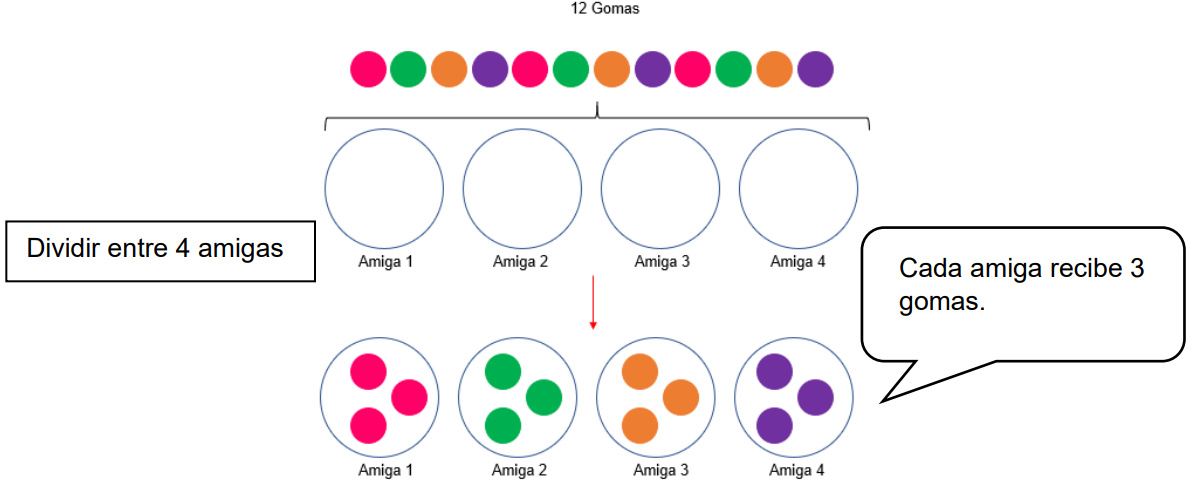 12 Gomas
Dividir entre 4 amigas
Amiga 1
Amiga 2
Amiga 3
Amiga 4
Cada amiga recibe 3
gomas.
Amiga 1
Amiga 2
Amiga 3
Amiga 4